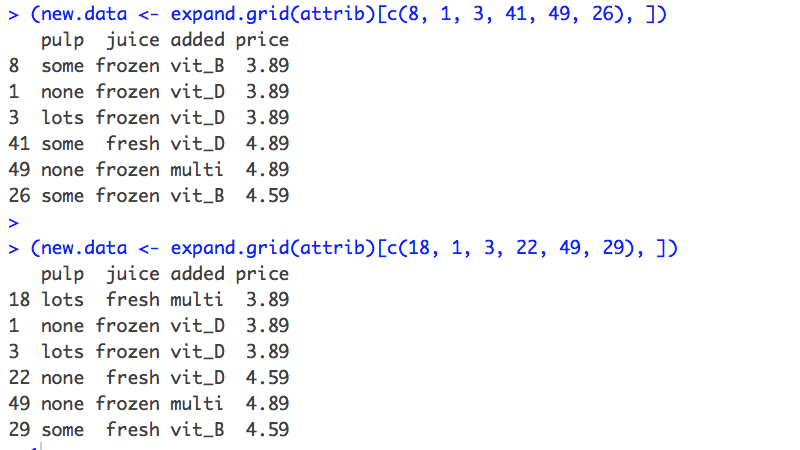 > (new.data <- expand.grid(attrib)[c(8, 1, 3, 41, 49, 26), ])
   pulp  juice added price
8  some frozen vit_B  3.89
1  none frozen vit_D  3.89
3  lots frozen vit_D  3.89
41 some  fresh vit_D  4.89
49 none frozen multi  4.89
26 some frozen vit_B  4.59
>
> (new.data <- expand.grid(attrib)[c(18, 1, 3, 22, 49, 29), ])
   pulp  juice added price
18 lots  fresh multi  3.89
1  none frozen vit_D  3.89
3  lots frozen vit_D  3.89
22 none  fresh vit_D  4.59
49 none frozen multi  4.89
29 some  fresh vit_B  4.59